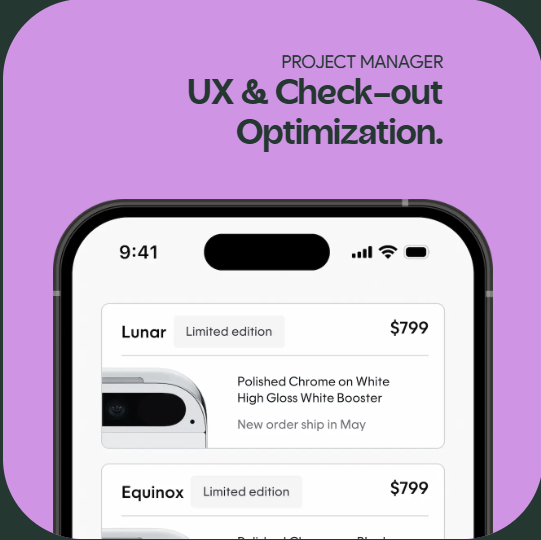 PROJECT MANAGER
UX & Check-out
Optimization.
9:41
Lunar Limited edition $799
Polished Chrome on White
High Gloss White Booster
New order ship in May
Equinox Limited edition $799